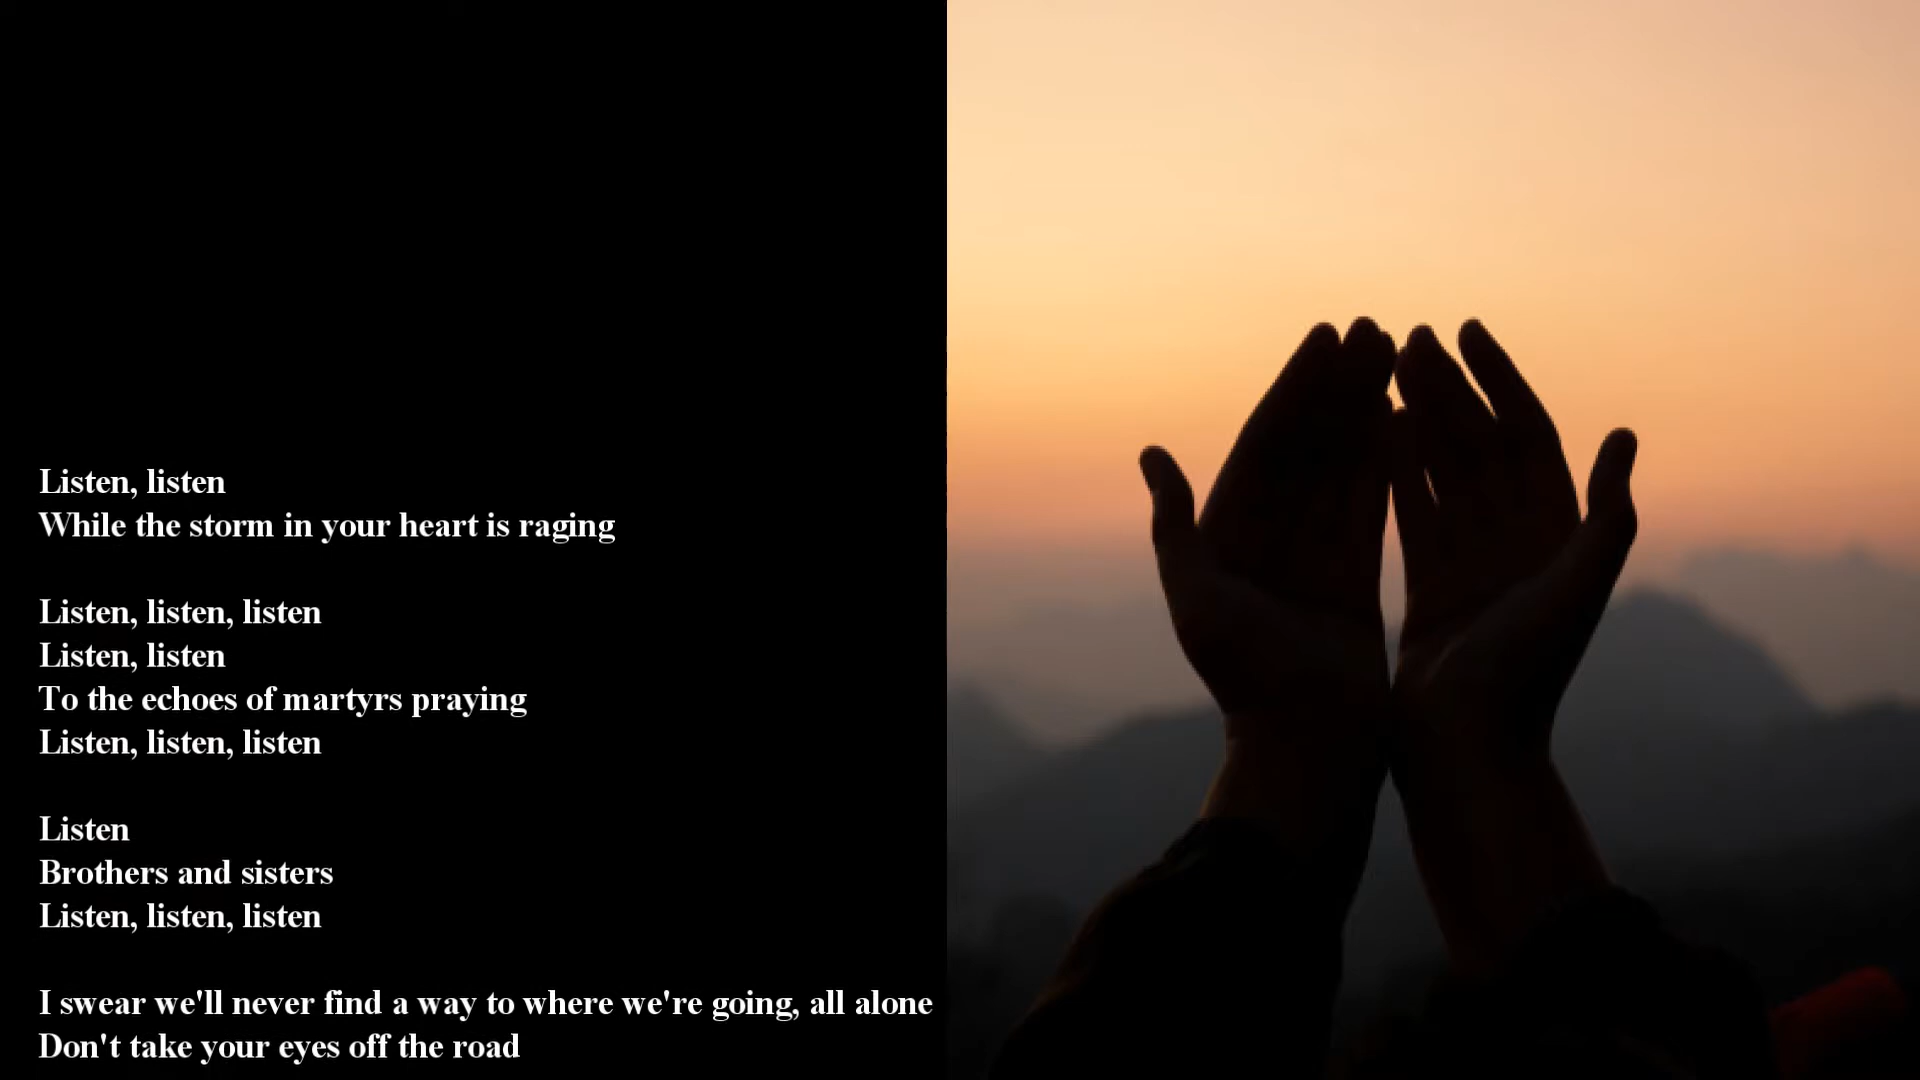 Listen, listen
While the storm in your heart is raging
Listen, listen, listen
Listen, listen
To the echoes of martyrs praying
Listen, listen, listen
Listen
Brothers and sisters
Listen, listen, listen
I swear we'll never find a way to where we're going, all alone
Don't take your eyes off the road